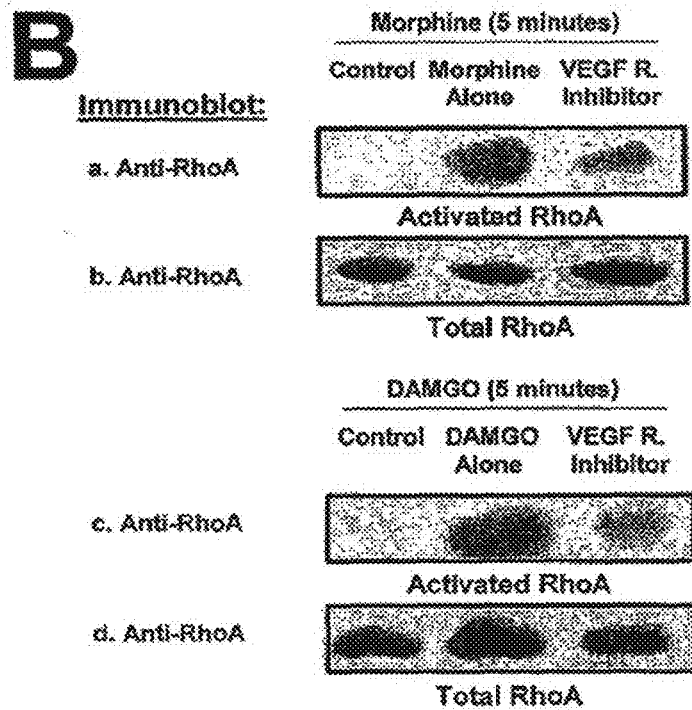 B
Morphine (5 minutes)
Control Morphine Alone VEGF R. Inhibitor
Immunoblot:
a. Anti-RhoA
Activated RhoA
b. Anti-RhoA
Total RhoA
DAMGO (5 minutes)
Control DAMGO Alone VEGF R. Inhibitor
c. Anti-RhoA
Activated RhoA
d. Anti-RhoA
Total RhoA